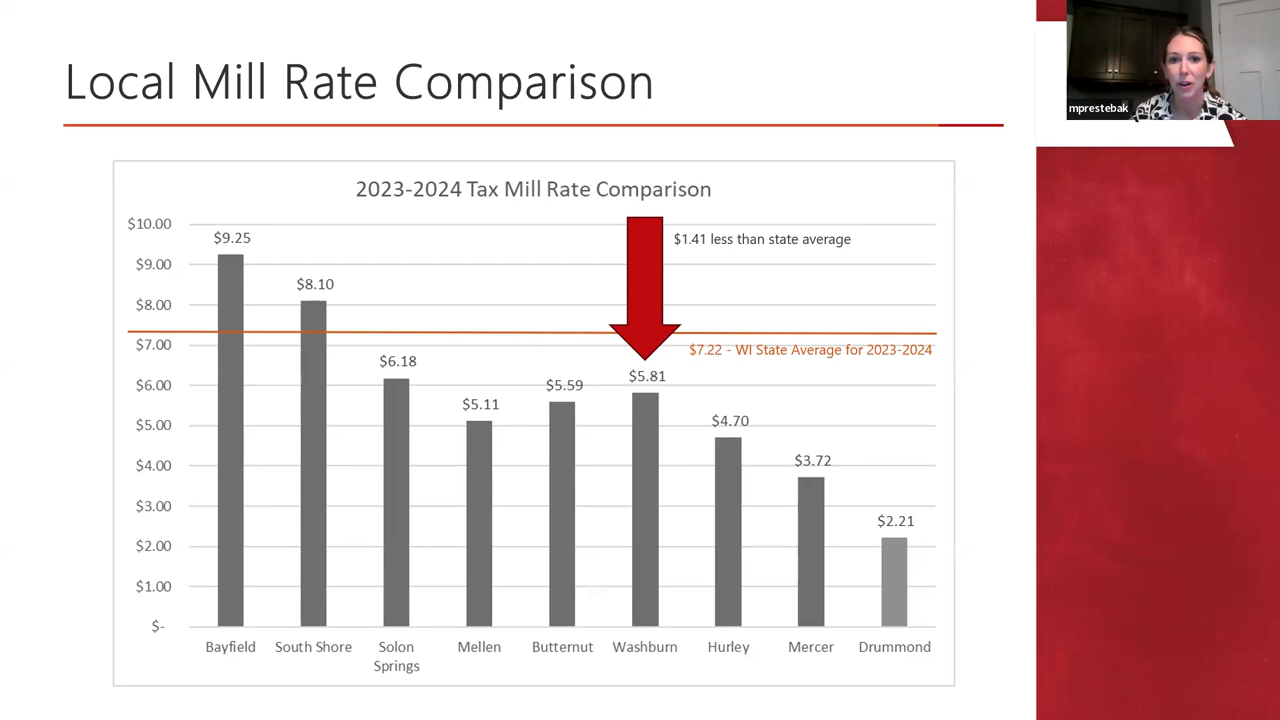 Local Mill Rate Comparison
mprestebak
2023-2024 Tax Mill Rate Comparison
$10.00
$9.00
$8.00
$7.00
$6.00
$5.00
$4.00
$3.00
$2.00
$1.00
$-
$9.25
$8.10
$6.18
$5.11
$5.59
$5.81
$4.70
$3.72
$2.21
$1.41 less than state average
$7.22 - WI State Average for 2023-2024
Bayfield
South Shore
Solon
Springs
Mellen
Butternut
Washburn
Hurley
Mercer
Drummond